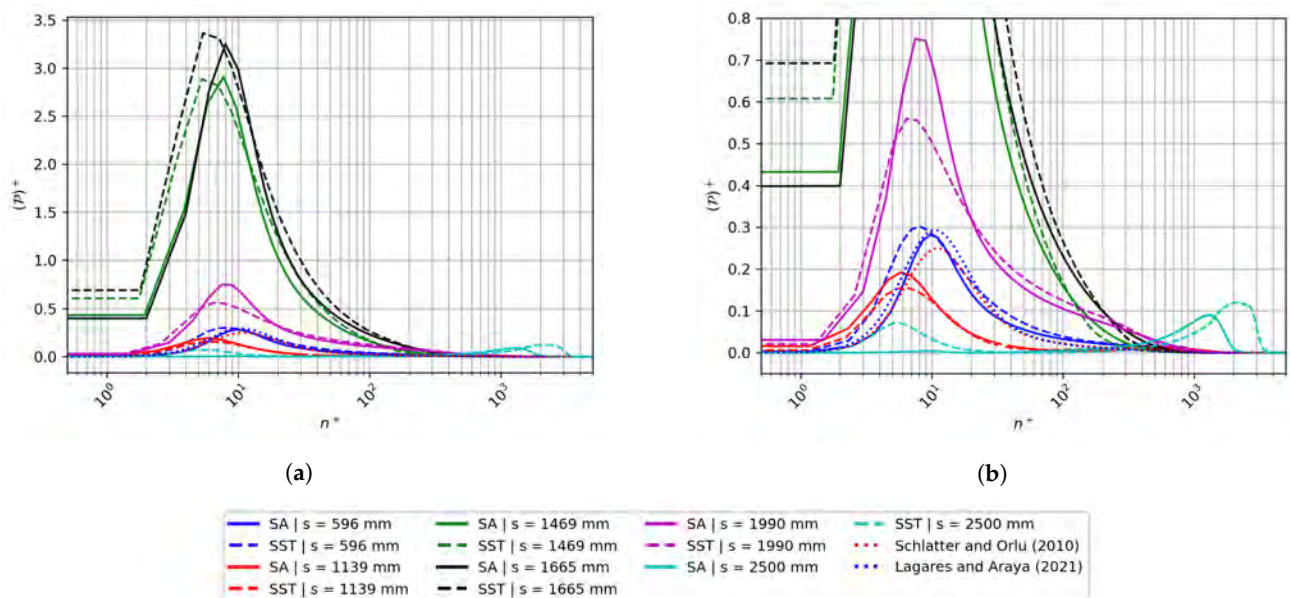 3.5
3.0
2.5
2.0
1.5
1.0
0.5
0.0
(𝒫)⁺
10⁰ 10¹ 10² 10³
n⁺
(a)
0.8
0.7
0.6
0.5
0.4
0.3
0.2
0.1
0.0
(𝒫)⁺
10⁰ 10¹ 10² 10³
n⁺
(b)
SA | s = 596 mm SA | s = 1469 mm SA | s = 1990 mm SST | s = 2500 mm
SST | s = 596 mm SST | s = 1469 mm SST | s = 1990 mm Schlatter and Orlu (2010)
SA | s = 1139 mm SA | s = 1665 mm SA | s = 2500 mm Lagares and Araya (2021)
SST | s = 1139 mm SST | s = 1665 mm